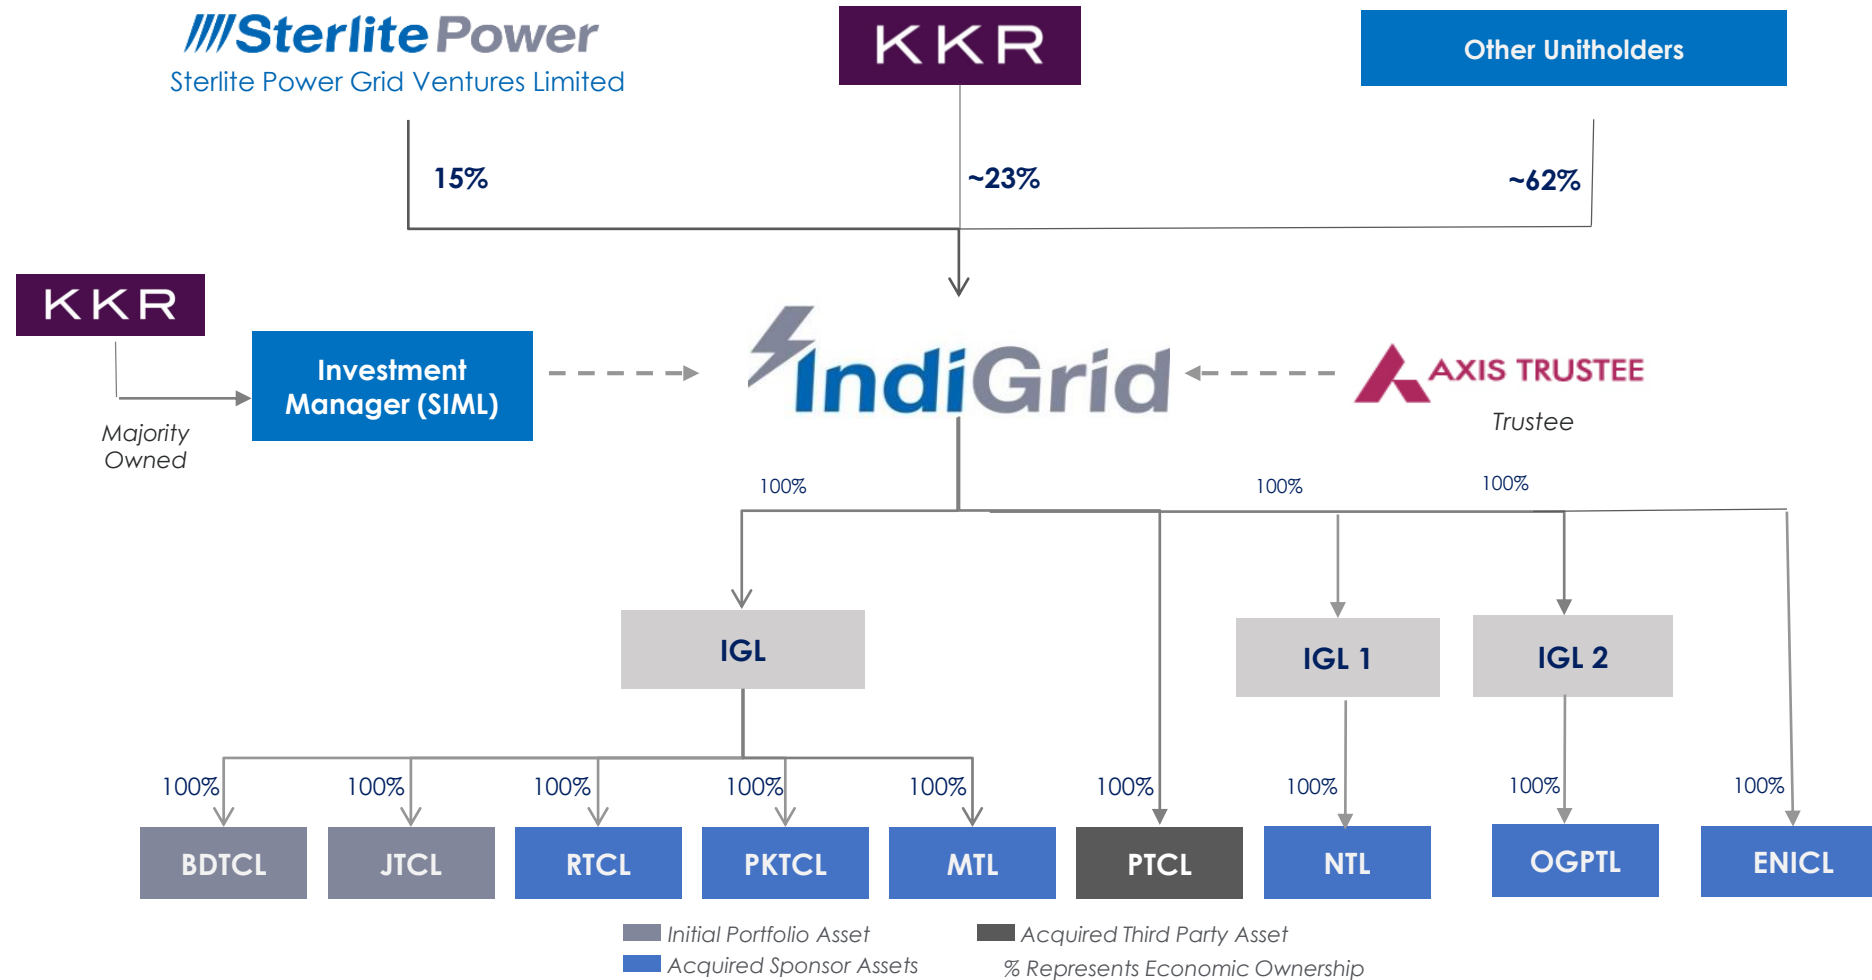 Sterlite Power
Sterlite Power Grid Ventures Limited
KKR
Other Unitholders
15%
~23%
~62%
KKR
Majority
Owned
Investment
Manager (SIML)
IndiGrid
AXIS TRUSTEE
Trustee
100%
100%
100%
IGL
IGL 1
IGL 2
100%
100%
100%
100%
100%
100%
100%
100%
100%
BDTCL
JTCL
RTCL
PKTCL
MTL
PTCL
NTL
OGPTL
ENICL
Initial Portfolio Asset
Acquired Third Party Asset
Acquired Sponsor Assets
% Represents Economic Ownership